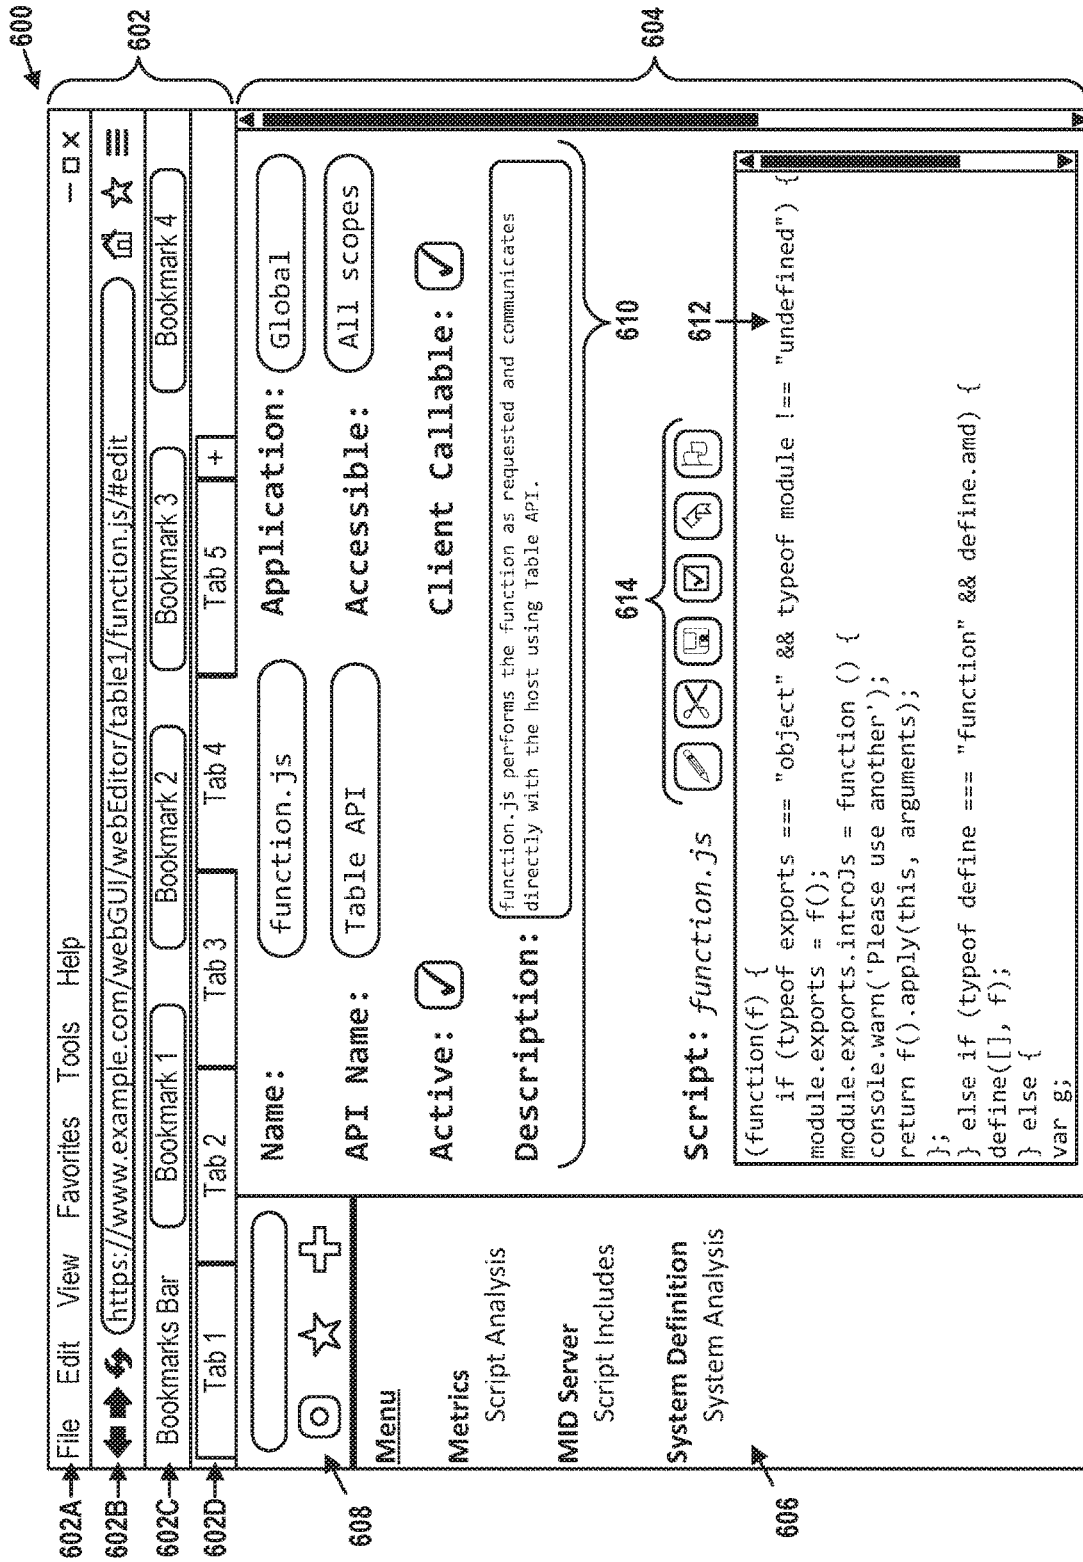 600
602A
File Edit View Favorites Tools Help
602
602B
https://www.example.com/webGUI/webEditor/table1/function.js/#edit
602C
Bookmarks Bar Bookmark 1 Bookmark 2 Bookmark 3 Bookmark 4
602D
Tab 1 Tab 2 Tab 3 Tab 4 Tab 5 +
608
Menu
Metrics
Script Analysis
MID Server
Script Includes
System Definition
System Analysis
606
604
Name: function.js Application: Global
API Name: Table API Accessible: All scopes
Active: Client Callable:
Description: function.js performs the function as requested and communicates
directly with the host using Table API.
610
614
612
Script: function.js
(function(f) {
if (typeof exports === "object" && typeof module !== "undefined") {
module.exports = f();
module.exports.introJs = function () {
console.warn('Please use another');
return f().apply(this, arguments);
};
} else if (typeof define === "function" && define.amd) {
define([], f);
} else {
var g;